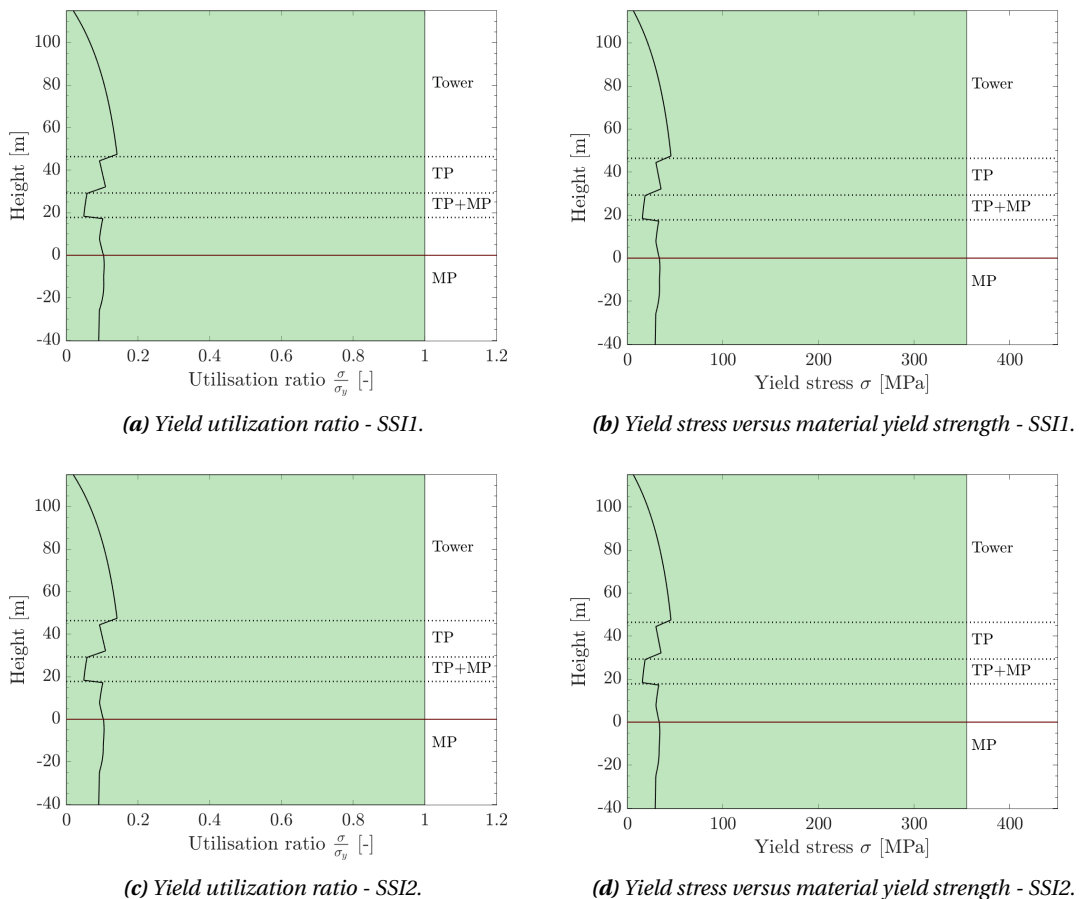 100
80
60
40
20
0
-20
-40
Height [m]
Tower
TP
TP+MP
MP
0 0.2 0.4 0.6 0.8 1 1.2
Utilisation ratio σ/σy [-]
(a) Yield utilization ratio - SSI1.
100
80
60
40
20
0
-20
-40
Height [m]
Tower
TP
TP+MP
MP
0 100 200 300 400
Yield stress σ [MPa]
(b) Yield stress versus material yield strength - SSI1.
100
80
60
40
20
0
-20
-40
Height [m]
Tower
TP
TP+MP
MP
0 0.2 0.4 0.6 0.8 1 1.2
Utilisation ratio σ/σy [-]
(c) Yield utilization ratio - SSI2.
100
80
60
40
20
0
-20
-40
Height [m]
Tower
TP
TP+MP
MP
0 100 200 300 400
Yield stress σ [MPa]
(d) Yield stress versus material yield strength - SSI2.